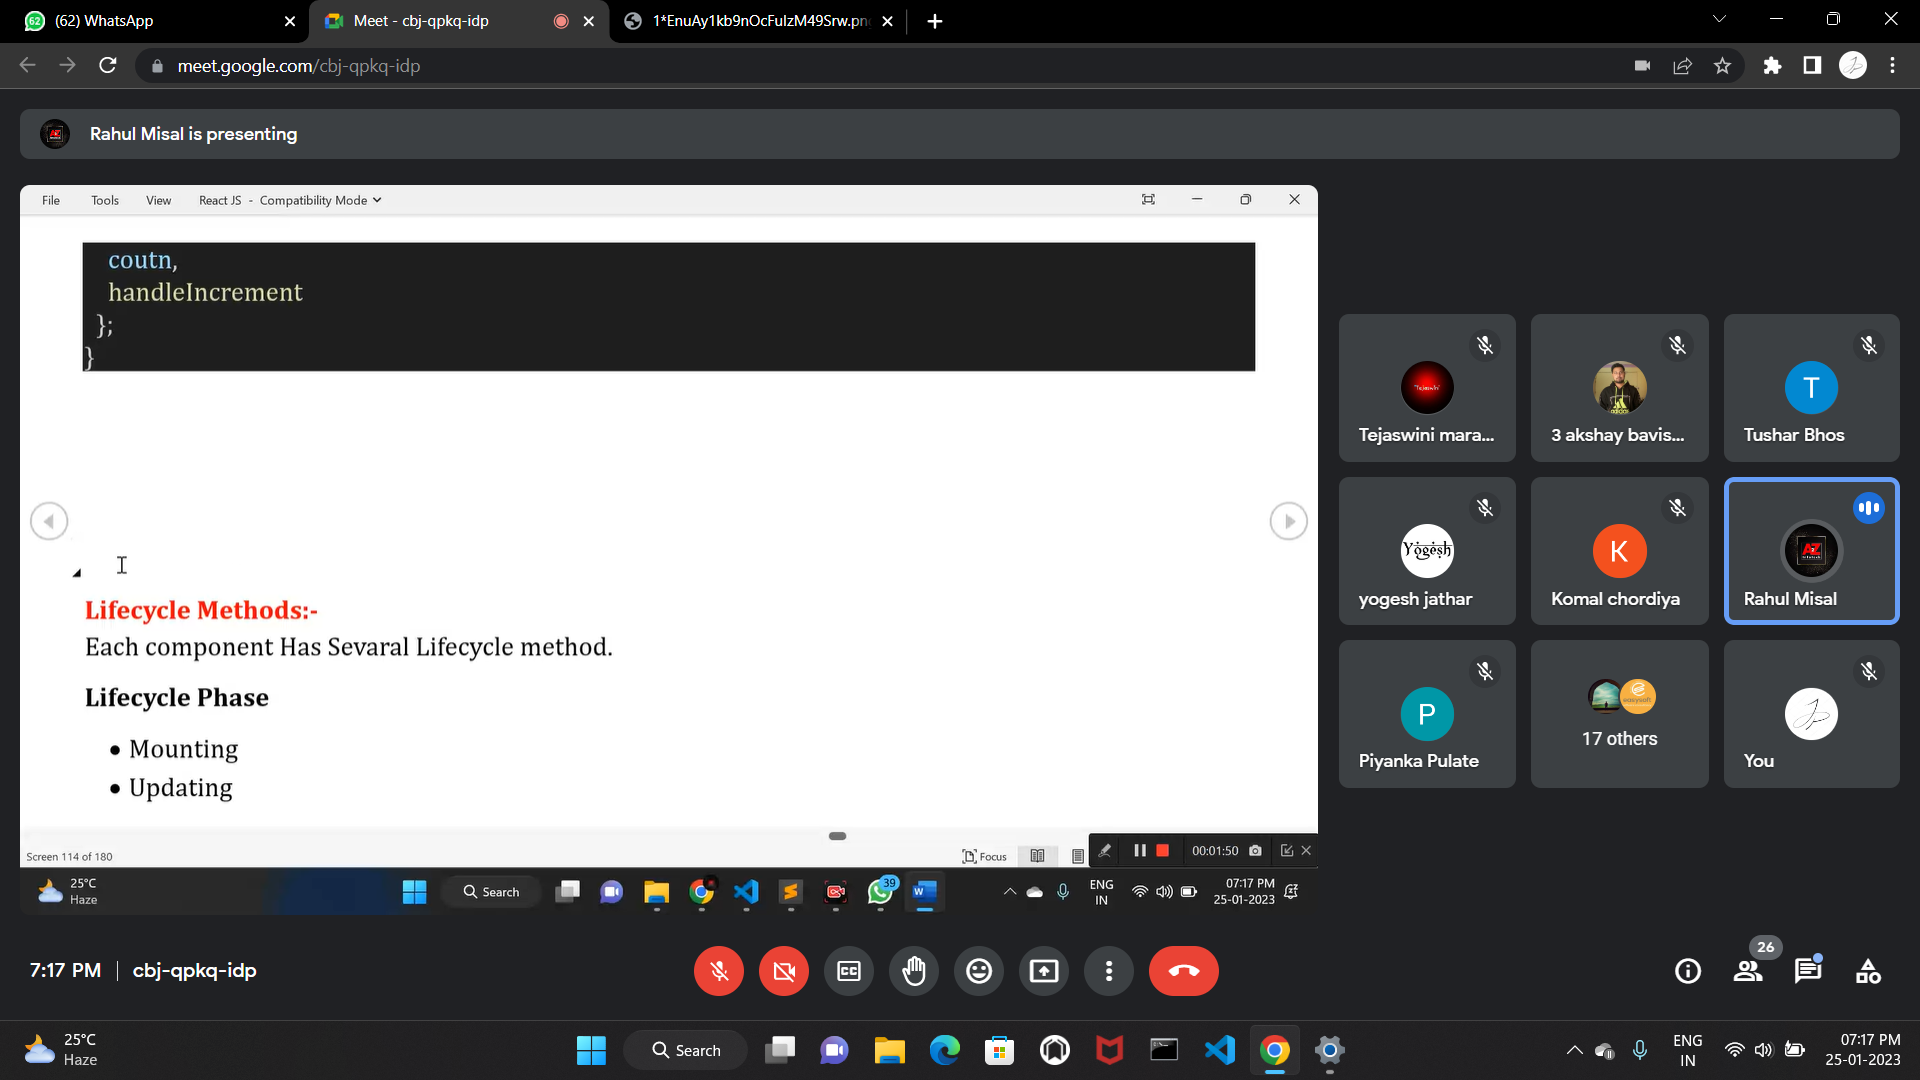 (62) WhatsApp
Meet - cbj-qpkq-idp
1*EnuAy1kb9nOcFulzM49Srw.pn
meet.google.com/cbj-qpkq-idp
Rahul Misal is presenting
File Tools View React JS - Compatibility Mode
coutn,
handleIncrement
};
}
Lifecycle Methods:-
Each component Has Sevaral Lifecycle method.
Lifecycle Phase
• Mounting
• Updating
Screen 114 of 180
Focus
00:01:50
25°C
Haze
Search
39
ENG
IN
07:17 PM
25-01-2023
Tejaswini mara...
3 akshay bavis...
T
Tushar Bhos
Yogesh
yogesh jathar
K
Komal chordiya
AZ
Rahul Misal
P
Piyanka Pulate
17 others
You
7:17 PM | cbj-qpkq-idp
26
25°C
Haze
Search
ENG
IN
07:17 PM
25-01-2023